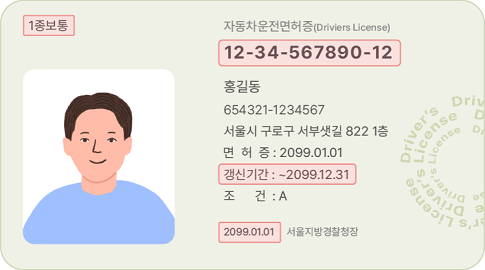 1종보통
자동차운전면허증(Driviers License)
12-34-567890-12
홍길동
654321-1234567
서울시 구로구 서부샛길 822 1층
면 허 증 : 2099.01.01
갱신기간 : ~2099.12.31
조 건 : A
2099.01.01 서울지방경찰청장
Driver's License Driver's License